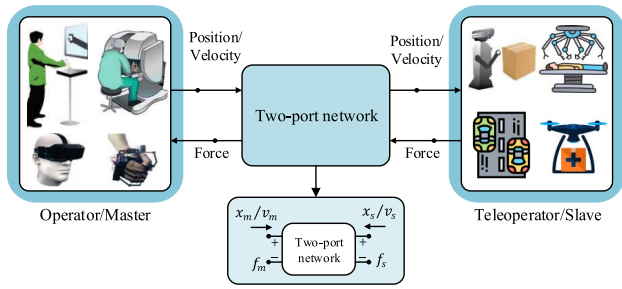 Position/
Velocity
Position/
Velocity
Two-port network
Force
Force
Operator/Master
Teleoperator/Slave
x_m/v_m
x_s/v_s
+
+
Two-port
network
−
−
f_m
f_s